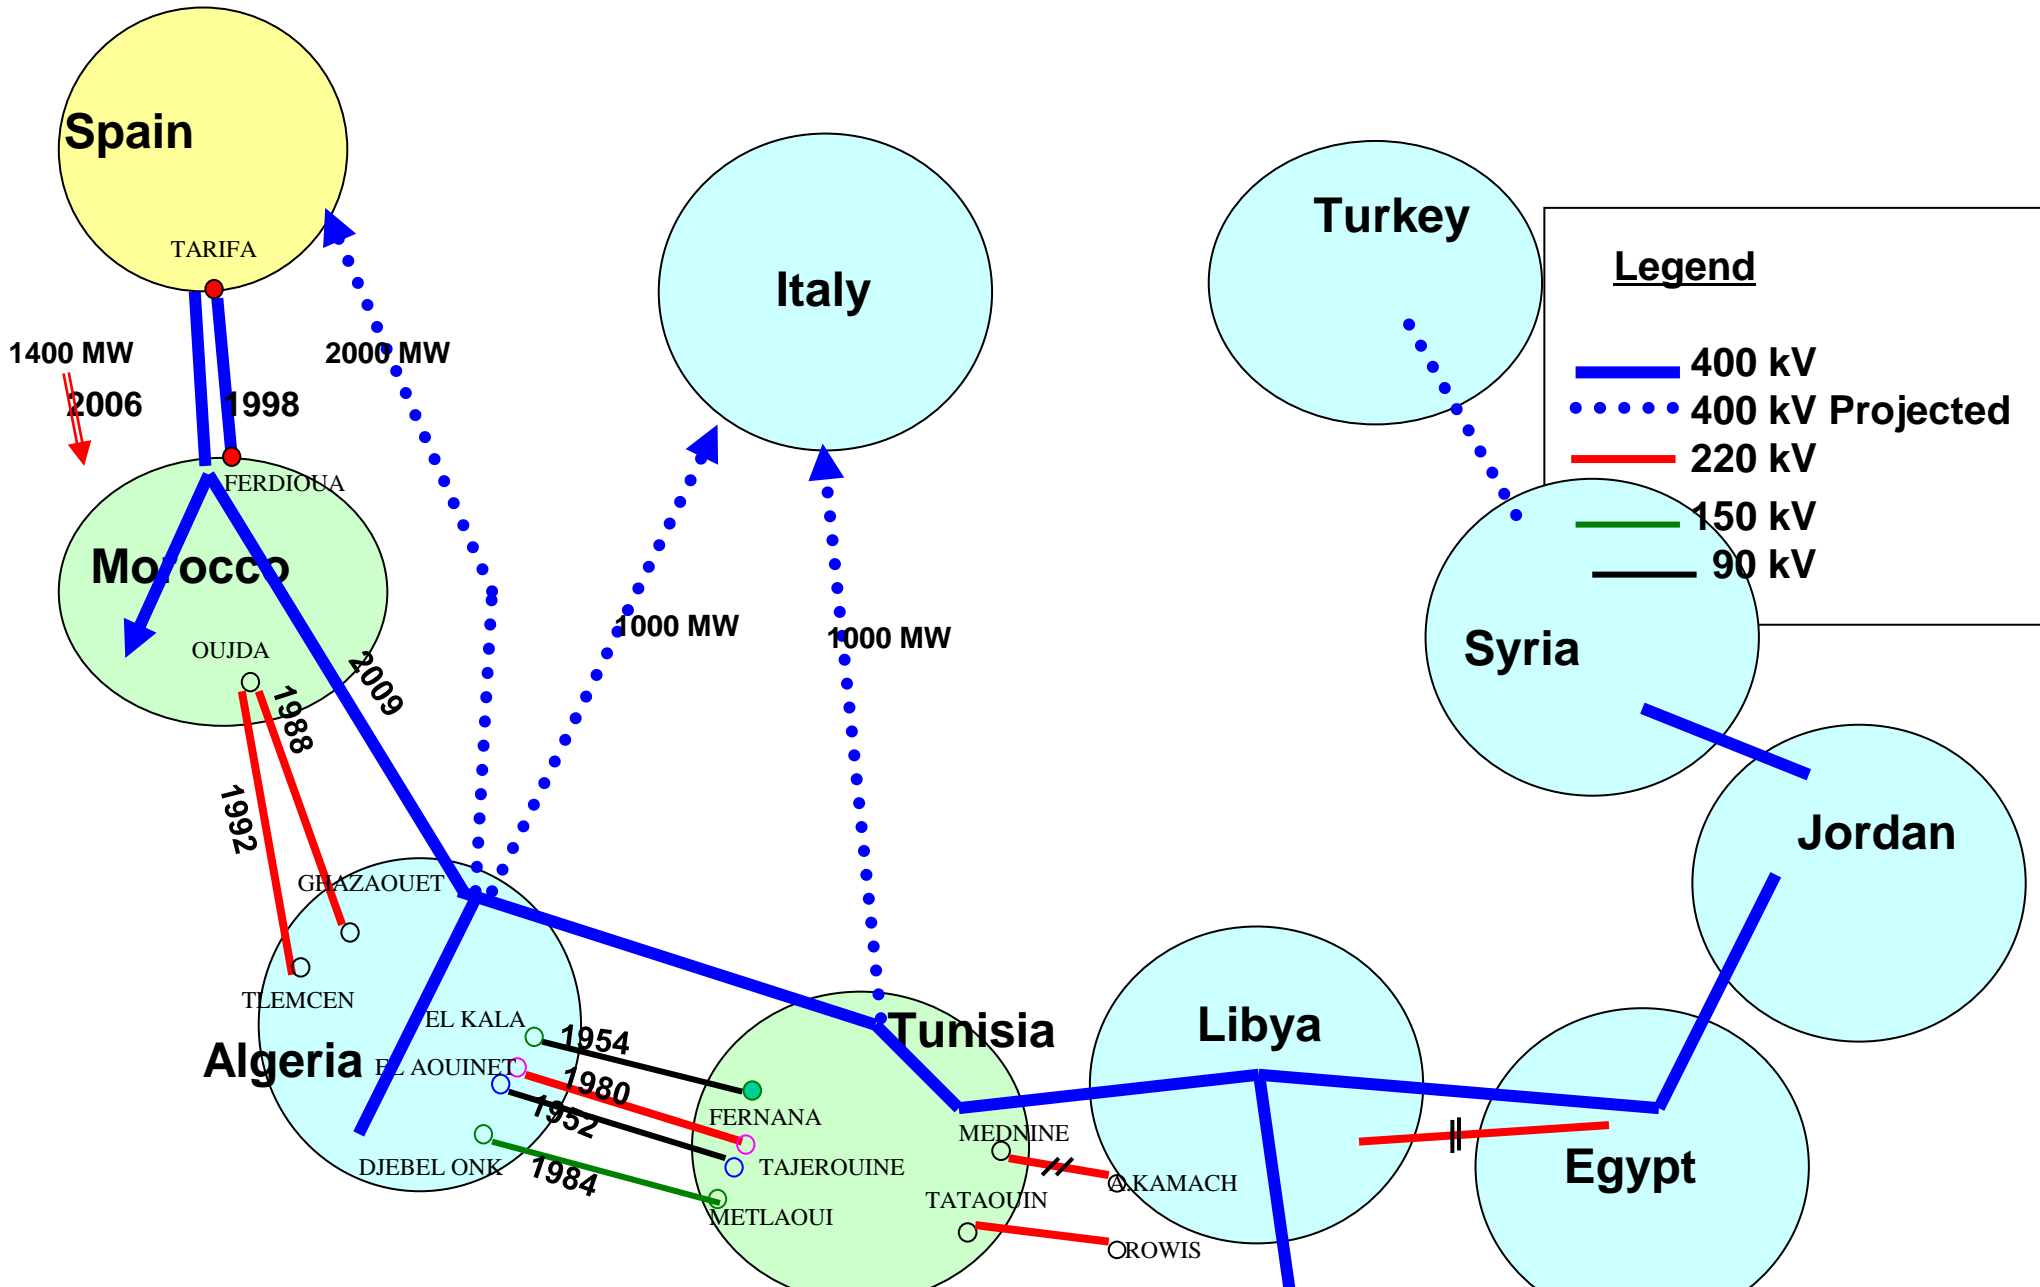 Spain
TARIFA
Italy
Turkey
Legend
400 kV
400 kV Projected
220 kV
150 kV
90 kV
1400 MW
2006
1998
2000 MW
FERDIOUA
Morocco
OUJDA
2009
1988
1992
1000 MW
1000 MW
Syria
Jordan
GHAZAOUET
TLEMCEN
Algeria
EL KALA
EL AOUINET
DJEBEL ONK
1954
1980
1952
1984
Tunisia
FERNANA
TAJEROUINE
METLAOUI
MEDNINE
TATAOUIN
A.KAMACH
ROWIS
Libya
Egypt